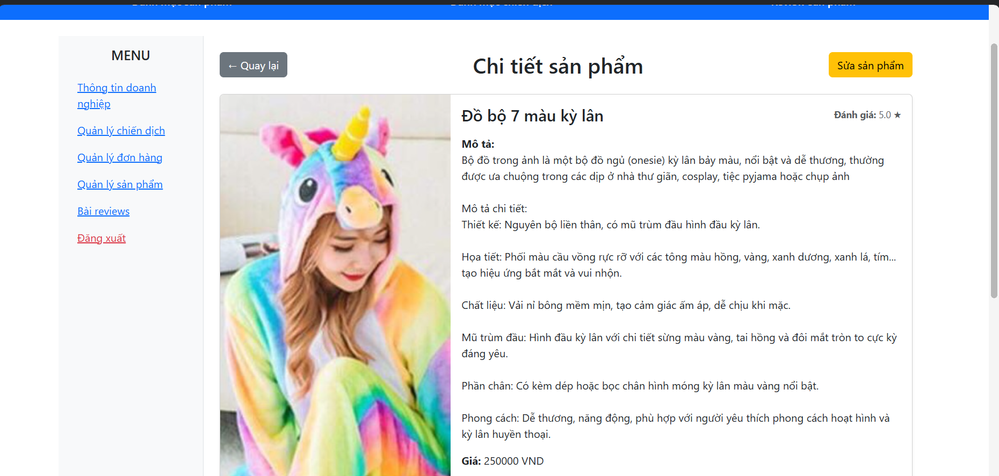 MENU
Thông tin doanh
nghiệp
Quản lý chiến dịch
Quản lý đơn hàng
Quản lý sản phẩm
Bài reviews
Đăng xuất
← Quay lại
Chi tiết sản phẩm
Sửa sản phẩm
Đồ bộ 7 màu kỳ lân
Đánh giá: 5.0 ★
Mô tả:
Bộ đồ trong ảnh là một bộ đồ ngủ (onesie) kỳ lân bảy màu, nổi bật và dễ thương, thường
được ưa chuộng trong các dịp ở nhà thư giãn, cosplay, tiệc pyjama hoặc chụp ảnh
Mô tả chi tiết:
Thiết kế: Nguyên bộ liền thân, có mũ trùm đầu hình đầu kỳ lân.
Họa tiết: Phối màu cầu vồng rực rỡ với các tông màu hồng, vàng, xanh dương, xanh lá, tím...
tạo hiệu ứng bắt mắt và vui nhộn.
Chất liệu: Vải nỉ bông mềm mịn, tạo cảm giác ấm áp, dễ chịu khi mặc.
Mũ trùm đầu: Hình đầu kỳ lân với chi tiết sừng màu vàng, tai hồng và đôi mắt tròn to cực kỳ
đáng yêu.
Phần chân: Có kèm dép hoặc bọc chân hình móng kỳ lân màu vàng nổi bật.
Phong cách: Dễ thương, năng động, phù hợp với người yêu thích phong cách hoạt hình và
kỳ lân huyền thoại.
Giá: 250000 VND